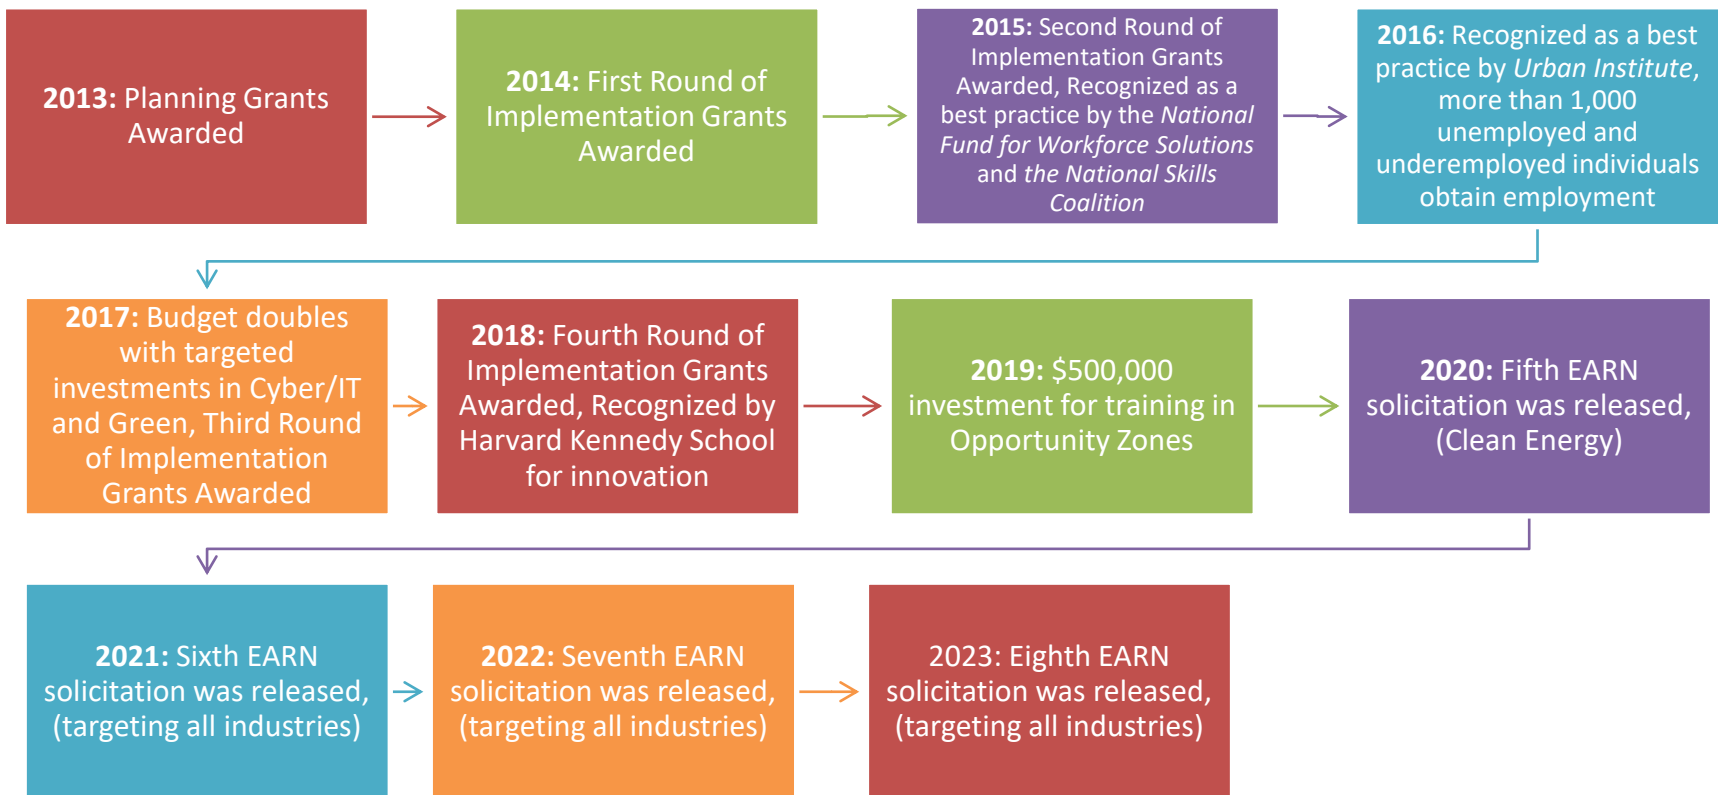 2013: Planning Grants
Awarded
2014: First Round of
Implementation Grants
Awarded
2015: Second Round of
Implementation Grants
Awarded, Recognized as a
best practice by the National
Fund for Workforce Solutions
and the National Skills
Coalition
2016: Recognized as a best
practice by Urban Institute,
more than 1,000
unemployed and
underemployed individuals
obtain employment
2017: Budget doubles
with targeted
investments in Cyber/IT
and Green, Third Round
of Implementation
Grants Awarded
2018: Fourth Round of
Implementation Grants
Awarded, Recognized by
Harvard Kennedy School
for innovation
2019: $500,000
investment for training in
Opportunity Zones
2020: Fifth EARN
solicitation was released,
(Clean Energy)
2021: Sixth EARN
solicitation was released,
(targeting all industries)
2022: Seventh EARN
solicitation was released,
(targeting all industries)
2023: Eighth EARN
solicitation was released,
(targeting all industries)